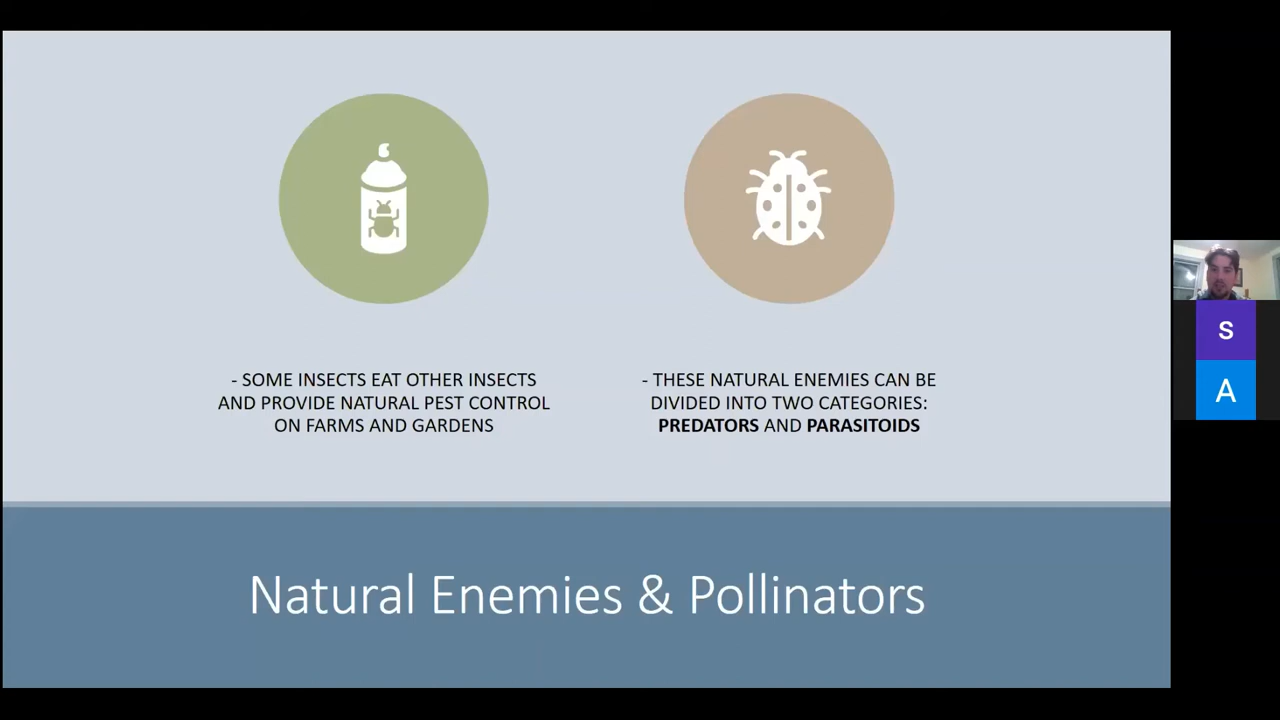 - SOME INSECTS EAT OTHER INSECTS
AND PROVIDE NATURAL PEST CONTROL
ON FARMS AND GARDENS
- THESE NATURAL ENEMIES CAN BE
DIVIDED INTO TWO CATEGORIES:
PREDATORS AND PARASITOIDS
Natural Enemies & Pollinators
S
A